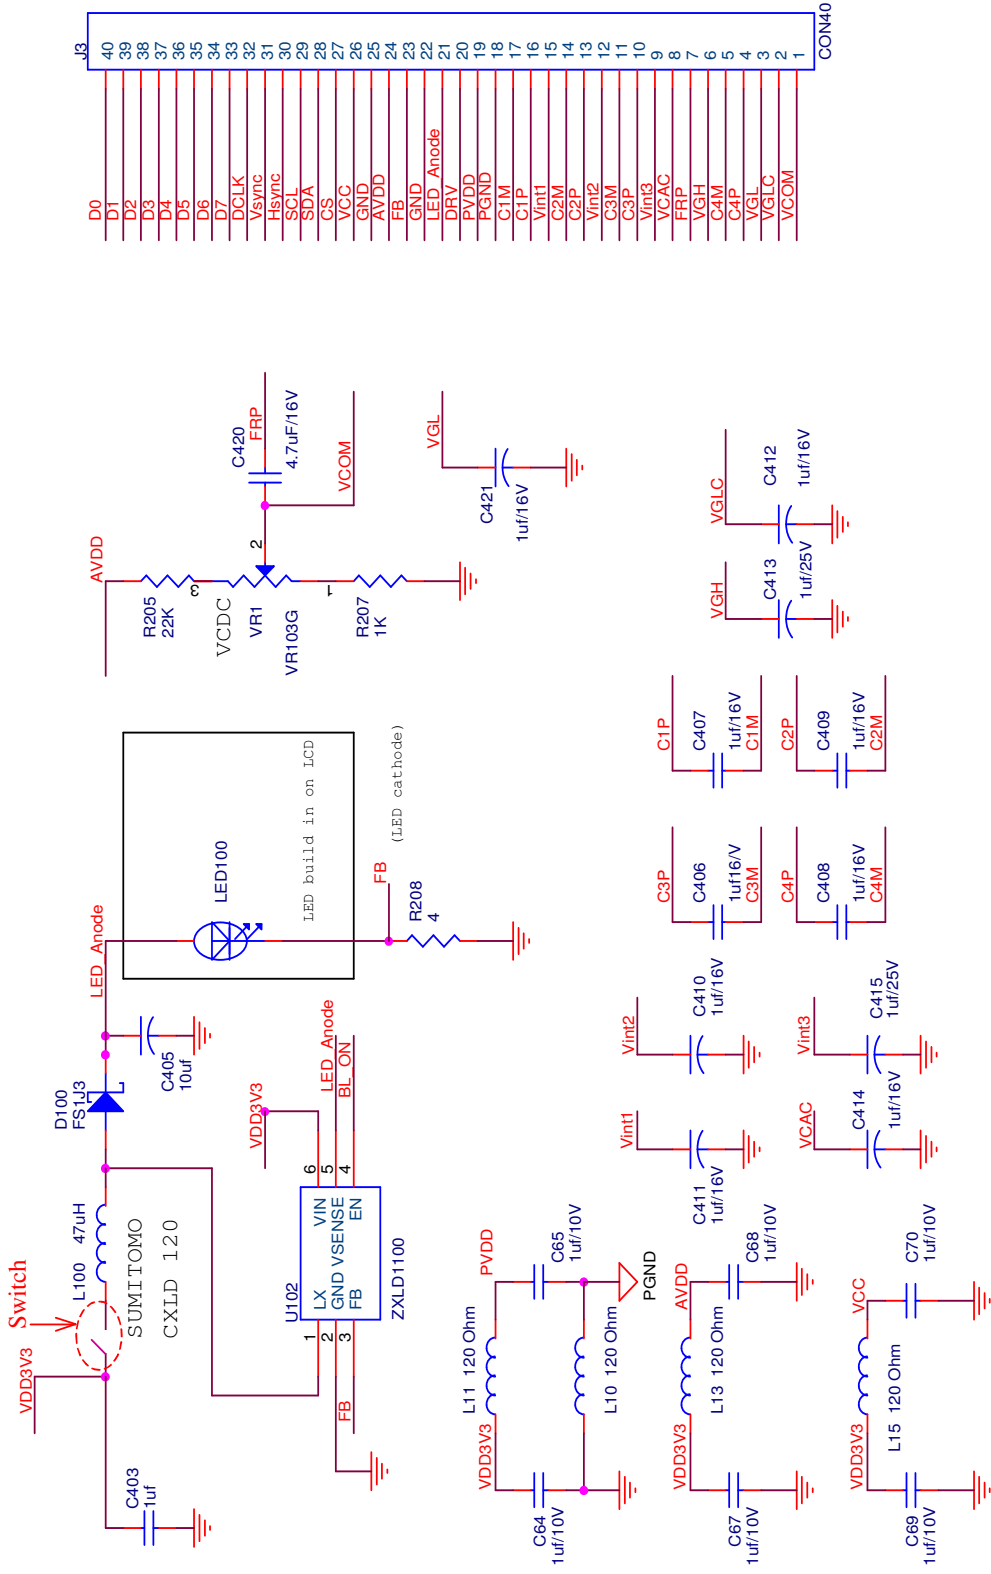 Switch
VDD3V3
C403
1uf
L100 47uH
SUMITOMO
CXLD 120
D100
FS1J3
C405
10uf
LED_Anode
LED100
LED build in on LCD
FB
(LED cathode)
R208
4
U102
ZXLD1100
1
2
3
LX
GND
FB
VIN
VSENSE
EN
6
5
4
FB
VDD3V3
LED_Anode
BL_ON
AVDD
R205
22K
3
VCDC
VR1
VR103G
2
1
R207
1K
C420
FRP
4.7uF/16V
VCOM
VGL
C421
1uf/16V
J3
CON40
40
39
38
37
36
35
34
33
32
31
30
29
28
27
26
25
24
23
22
21
20
19
18
17
16
15
14
13
12
11
10
9
8
7
6
5
4
3
2
1
D0
D1
D2
D3
D4
D5
D6
D7
DCLK
Vsync
Hsync
SCL
SDA
CS
VCC
GND
AVDD
FB
GND
LED_Anode
DRV
PVDD
PGND
C1M
C1P
Vint1
C2M
C2P
Vint2
C3M
C3P
Vint3
VCAC
FRP
VGH
C4M
C4P
VGL
VGLC
VCOM
VDD3V3
L11 120 Ohm
PVDD
C64
1uf/10V
C65
1uf/10V
L10 120 Ohm
PGND
VDD3V3
L13 120 Ohm
AVDD
C67
1uf/10V
C68
1uf/10V
VDD3V3
L15 120 Ohm
VCC
C69
1uf/10V
C70
1uf/10V
Vint1
C411
1uf/16V
Vint2
C410
1uf/16V
VCAC
C414
1uf/16V
Vint3
C415
1uf/25V
C3P
C406
1uf16/V
C3M
C1P
C407
1uf/16V
C1M
C4P
C408
1uf/16V
C4M
C2P
C409
1uf/16V
C2M
VGH
C413
1uf/25V
VGLC
C412
1uf/16V